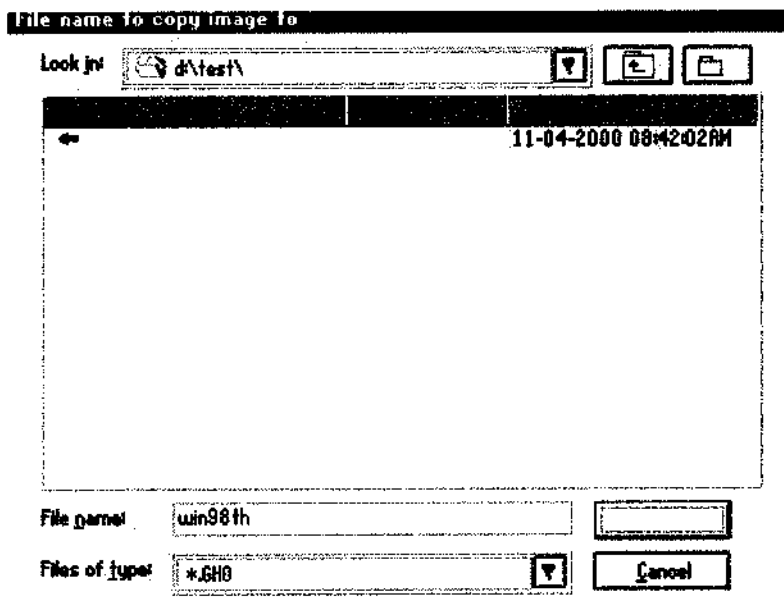 File name to copy image to
Look in: d:\test\
11-04-2000 08:42:02AM
File name: win98th
Files of type: *.GHO
Cancel